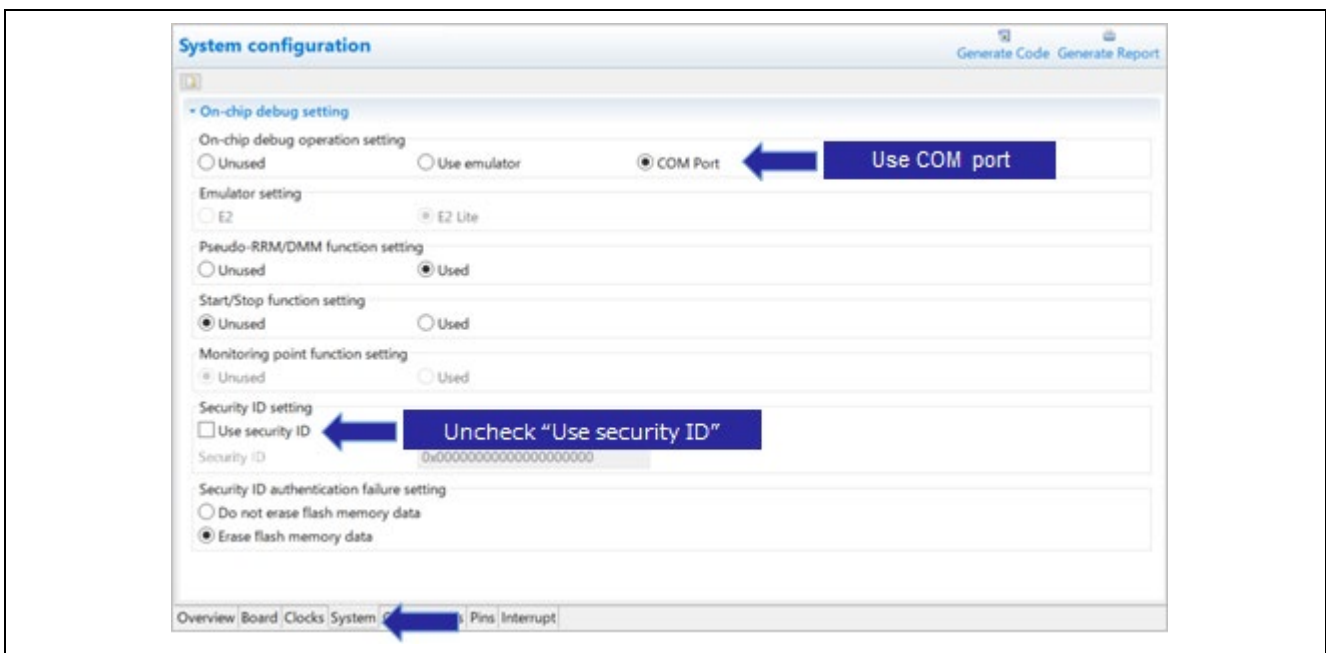 System configuration
Generate Code Generate Report
On-chip debug setting
On-chip debug operation setting
Unused Use emulator COM Port Use COM port
Emulator setting
E2 E2 Lite
Pseudo-RRM/DMM function setting
Unused Used
Start/Stop function setting
Unused Used
Monitoring point function setting
Unused Used
Security ID setting
Use security ID Uncheck “Use security ID”
Security ID 0x00000000000000000000
Security ID authentication failure setting
Do not erase flash memory data
Erase flash memory data
Overview Board Clocks System Pins Interrupt